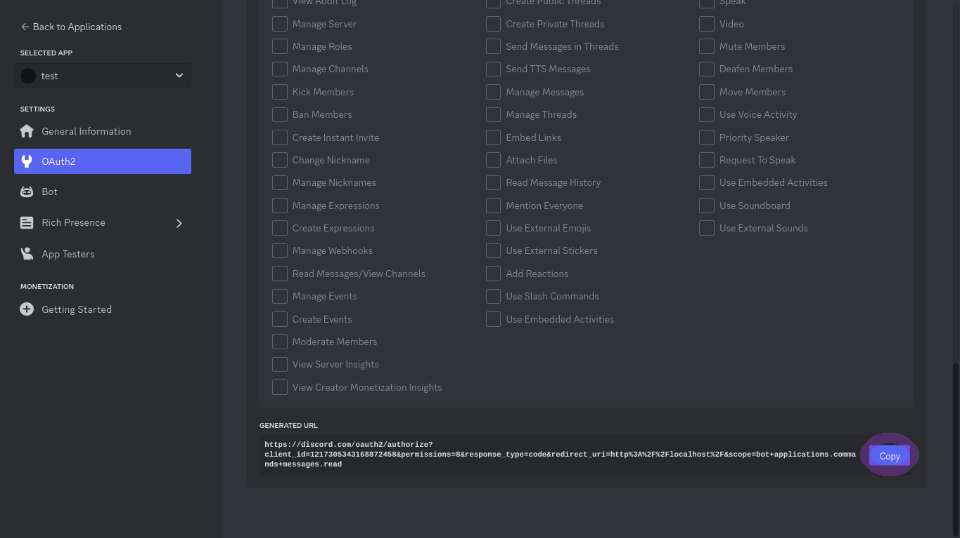 ← Back to Applications
SELECTED APP
test
SETTINGS
General Information
OAuth2
Bot
Rich Presence
App Testers
MONETIZATION
Getting Started
View Audit Log
Manage Server
Manage Roles
Manage Channels
Kick Members
Ban Members
Create Instant Invite
Change Nickname
Manage Nicknames
Manage Expressions
Create Expressions
Manage Webhooks
Read Messages/View Channels
Manage Events
Create Events
Moderate Members
View Server Insights
View Creator Monetization Insights
Create Public Threads
Create Private Threads
Send Messages in Threads
Send TTS Messages
Manage Messages
Manage Threads
Embed Links
Attach Files
Read Message History
Mention Everyone
Use External Emojis
Use External Stickers
Add Reactions
Use Slash Commands
Use Embedded Activities
Speak
Video
Mute Members
Deafen Members
Move Members
Use Voice Activity
Priority Speaker
Request To Speak
Use Embedded Activities
Use Soundboard
Use External Sounds
GENERATED URL
https://discord.com/oauth2/authorize?
client_id=1217305343168872458&permissions=8&response_type=code&redirect_uri=http%3A%2F%2Flocalhost%2F&scope=bot+applications.comma
nds+messages.read
Copy